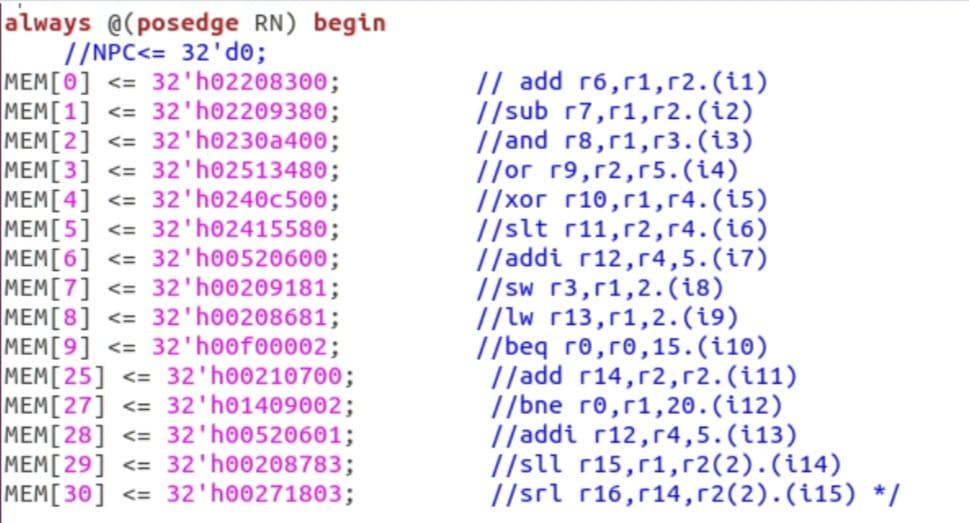 always @(posedge RN) begin
//NPC<= 32'd0;
MEM[0] <= 32'h02208300; // add r6,r1,r2.(i1)
MEM[1] <= 32'h02209380; //sub r7,r1,r2.(i2)
MEM[2] <= 32'h0230a400; //and r8,r1,r3.(i3)
MEM[3] <= 32'h02513480; //or r9,r2,r5.(i4)
MEM[4] <= 32'h0240c500; //xor r10,r1,r4.(i5)
MEM[5] <= 32'h02415580; //slt r11,r2,r4.(i6)
MEM[6] <= 32'h00520600; //addi r12,r4,5.(i7)
MEM[7] <= 32'h00209181; //sw r3,r1,2.(i8)
MEM[8] <= 32'h00208681; //lw r13,r1,2.(i9)
MEM[9] <= 32'h00f00002; //beq r0,r0,15.(i10)
MEM[25] <= 32'h00210700; //add r14,r2,r2.(i11)
MEM[27] <= 32'h01409002; //bne r0,r1,20.(i12)
MEM[28] <= 32'h00520601; //addi r12,r4,5.(i13)
MEM[29] <= 32'h00208783; //sll r15,r1,r2(2).(i14)
MEM[30] <= 32'h00271803; //srl r16,r14,r2(2).(i15) */